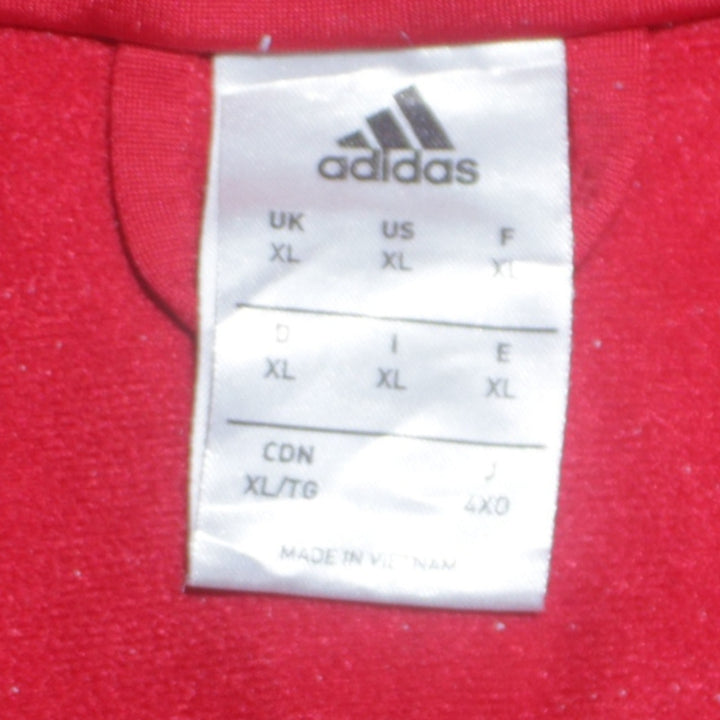 adidas
UK US F
XL XL XL
D I E
XL XL XL
CDN J
XL/TG 4XO
MADE IN VIETNAM